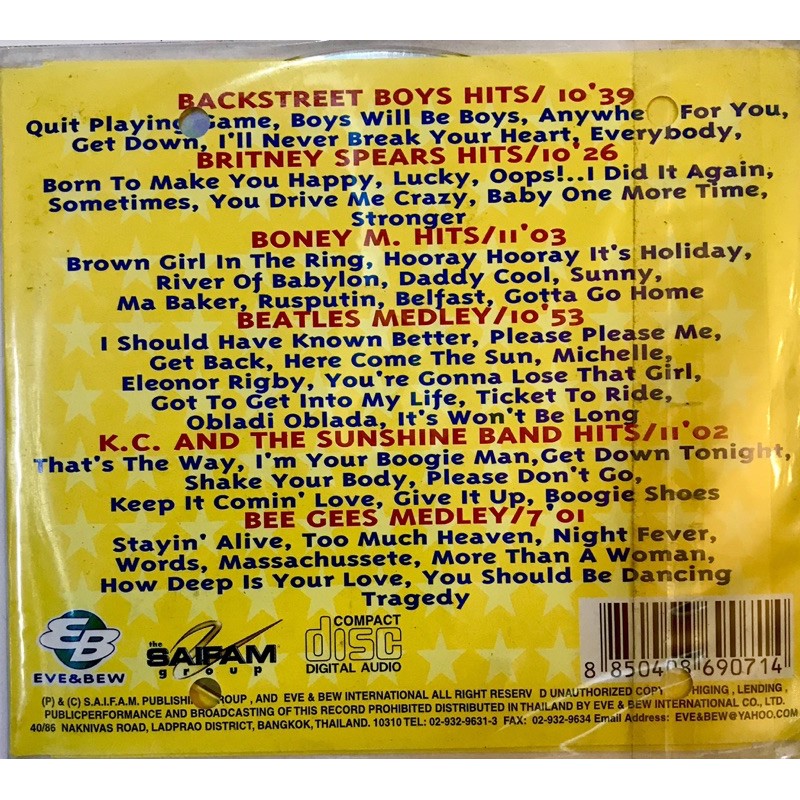 BACKSTREET BOYS HITS/ 10'39
Quit Playing Game, Boys Will Be Boys, Anywhe For You,
Get Down, I'll Never Break Your Heart, Everybody,
BRITNEY SPEARS HITS/10'26
Born To Make You Happy, Lucky, Oops!..I Did It Again,
Sometimes, You Drive Me Crazy, Baby One More Time,
Stronger
BONEY M. HITS/11'03
Brown Girl In The Ring, Hooray Hooray It's Holiday,
River Of Babylon, Daddy Cool, Sunny,
Ma Baker, Rusputin, Belfast, Gotta Go Home
BEATLES MEDLEY/10'53
I Should Have Known Better, Please Please Me,
Get Back, Here Come The Sun, Michelle,
Eleonor Rigby, You're Gonna Lose That Girl,
Got To Get Into My Life, Ticket To Ride,
Obladi Oblada, It's Won't Be Long
K.C. AND THE SUNSHINE BAND HITS/11'02
That's The Way, I'm Your Boogie Man,Get Down Tonight,
Shake Your Body, Please Don't Go,
Keep It Comin' Love, Give It Up, Boogie Shoes
BEE GEES MEDLEY/7'01
Stayin' Alive, Too Much Heaven, Night Fever,
Words, Massachussete, More Than A Woman,
How Deep Is Your Love, You Should Be Dancing
Tragedy
EB
EVE&BEW
the
SAIFAM
group
COMPACT
disc
DIGITAL AUDIO
8 850408 690714
(P) & (C) S.A.I.F.A.M. PUBLISHING GROUP , AND EVE & BEW INTERNATIONAL ALL RIGHT RESERV D UNAUTHORIZED COPY HIGING , LENDING ,
PUBLICPERFORMANCE AND BROADCASTING OF THIS RECORD PROHIBITED DISTRIBUTED IN THAILAND BY EVE & BEW INTERNATIONAL CO., LTD.
40/86 NAKNIVAS ROAD, LADPRAO DISTRICT, BANGKOK, THAILAND. 10310 TEL: 02-932-9631-3 FAX: 02-932-9634 Email Address: EVE&BEW@YAHOO.COM